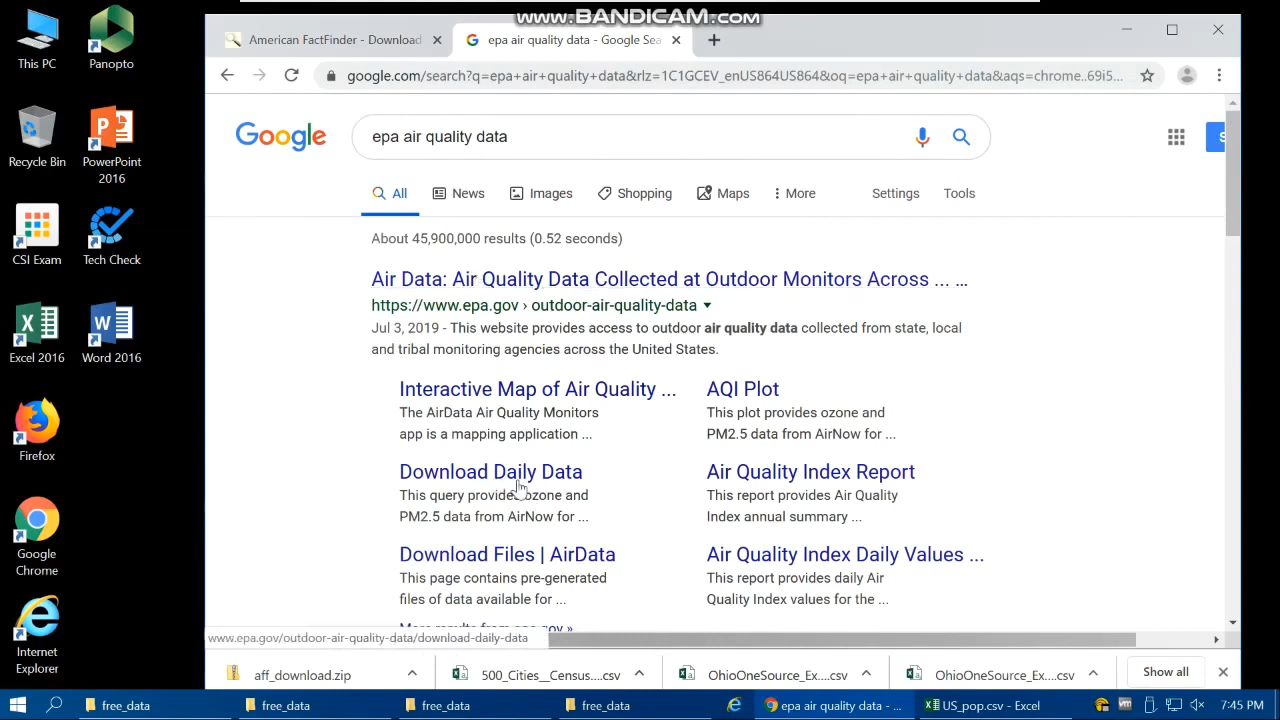 www.BANDICAM.com
This PC
Panopto
Recycle Bin
PowerPoint
2016
CSI Exam
Tech Check
Excel 2016
Word 2016
Firefox
Google
Chrome
Internet
Explorer
American FactFinder - Download
epa air quality data - Google Sea
google.com/search?q=epa+air+quality+data&rlz=1C1GCEV_enUS864US864&oq=epa+air+quality+data&aqs=chrome..69i5...
Google
epa air quality data
S
All
News
Images
Shopping
Maps
More
Settings
Tools
About 45,900,000 results (0.52 seconds)
Air Data: Air Quality Data Collected at Outdoor Monitors Across ... ...
https://www.epa.gov › outdoor-air-quality-data
Jul 3, 2019 - This website provides access to outdoor air quality data collected from state, local
and tribal monitoring agencies across the United States.
Interactive Map of Air Quality ...
The AirData Air Quality Monitors
app is a mapping application ...
AQI Plot
This plot provides ozone and
PM2.5 data from AirNow for ...
Download Daily Data
This query provides ozone and
PM2.5 data from AirNow for ...
Air Quality Index Report
This report provides Air Quality
Index annual summary ...
Download Files | AirData
This page contains pre-generated
files of data available for ...
Air Quality Index Daily Values ...
This report provides daily Air
Quality Index values for the ...
More results from epa.gov »
www.epa.gov/outdoor-air-quality-data/download-daily-data
aff_download.zip
500_Cities__Census....csv
OhioOneSource_Ex....csv
OhioOneSource_Ex....csv
Show all
free_data
free_data
free_data
free_data
epa air quality data - ...
US_pop.csv - Excel
7:45 PM